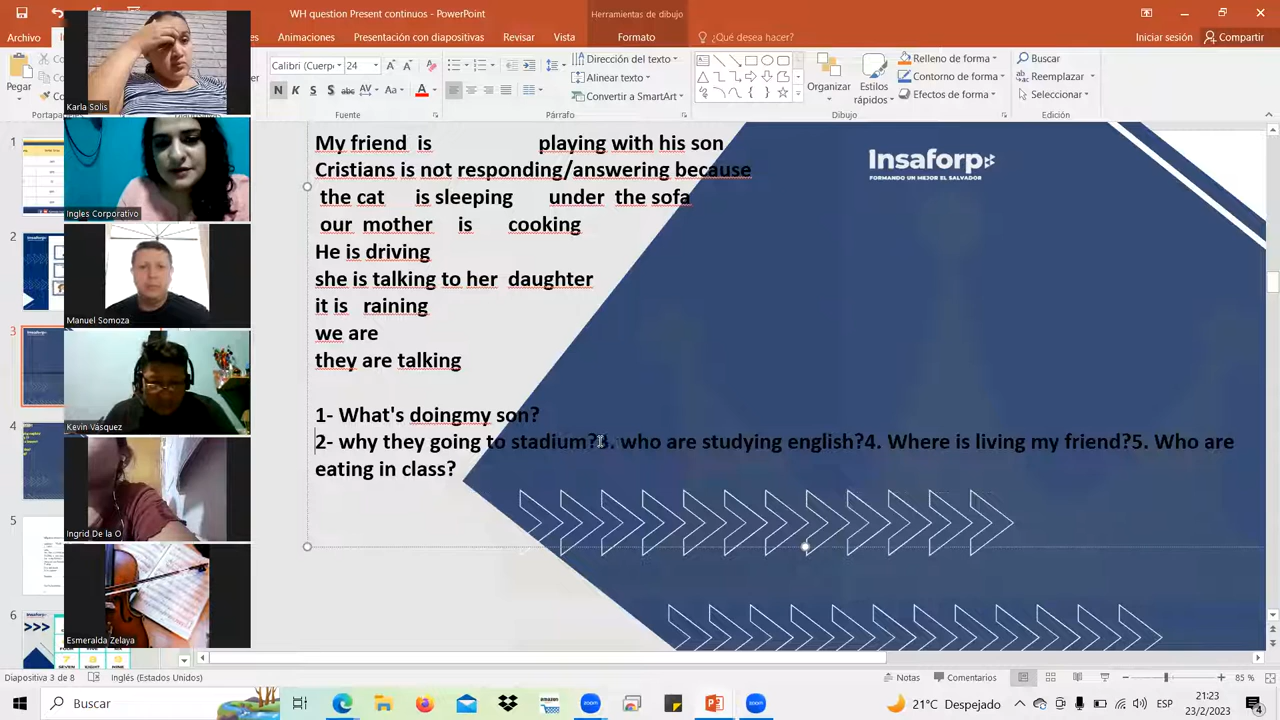 WH QUESTIONS DOING.pptx - PowerPoint
Herramientas de dibujo
Animaciones Presentación con diapositivas Revisar Vista Formato ¿Qué desea hacer? Iniciar sesión Compartir
Calibri (Cuerp 24
Dirección del texto
Alinear texto
Convertir a SmartArt
N K S abc AV Aa A
Organizar Estilos rápidos
Relleno de forma
Contorno de forma
Efectos de forma
Buscar
Reemplazar
Seleccionar
Fuente Párrafo Dibujo Edición
Karla Solis
Ingles Corporativo
Manuel Somoza
Kevin Vasquez
Ingrid De la O
Esmeralda Zelaya
My friend is playing with his son
cristians is not responding/answering because
the cat is sleeping under the sofa
our mother is cooking
He is driving
she is talking to her daughter
it is raining
we are
they are talking
1- What's doingmy son?
2- why they going to stadium?3. who are studying english?4. Where is living my friend?5. Who are
eating in class?
Insaforp
FORMANDO UN MEJOR EL SALVADOR
Diapositiva 3 de 8 Inglés (Estados Unidos) Notas Comentarios 85 %
Buscar
21°C Despejado
ESP
21:23
23/2/2023